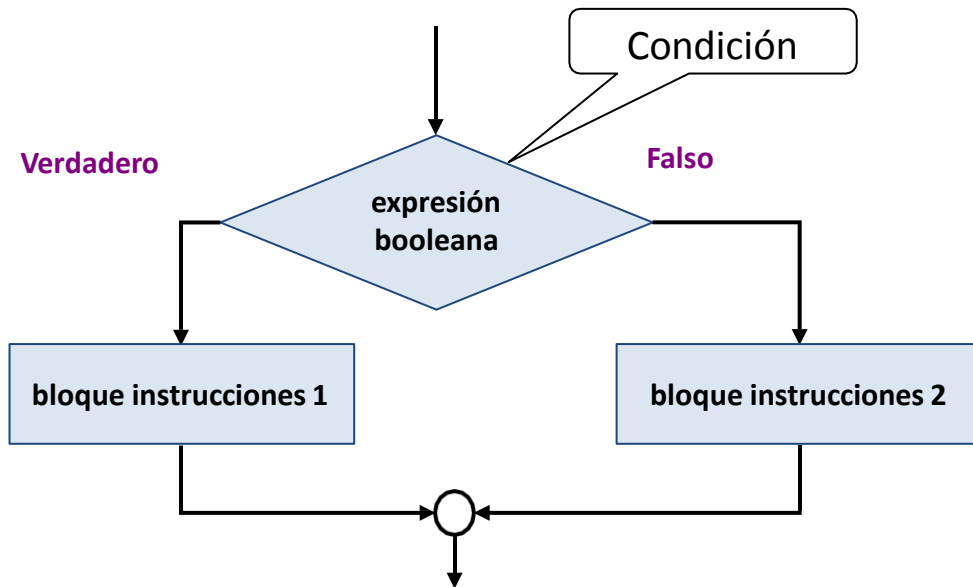 Condición
Verdadero
Falso
expresión
booleana
bloque instrucciones 1
bloque instrucciones 2